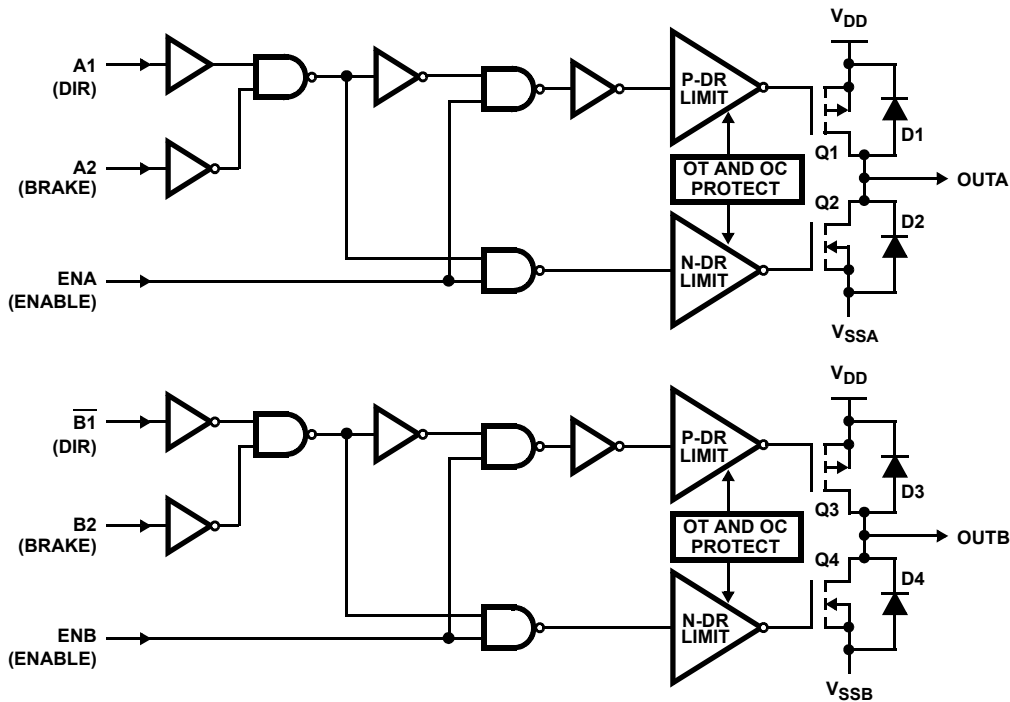 V_DD
A1
(DIR)
P-DR
LIMIT
D1
Q1
A2
(BRAKE)
OT AND OC
PROTECT
OUTA
Q2
D2
ENA
(ENABLE)
N-DR
LIMIT
V_SSA
V_DD
B̅1̅
(DIR)
P-DR
LIMIT
D3
Q3
B2
(BRAKE)
OT AND OC
PROTECT
OUTB
Q4
D4
ENB
(ENABLE)
N-DR
LIMIT
V_SSB